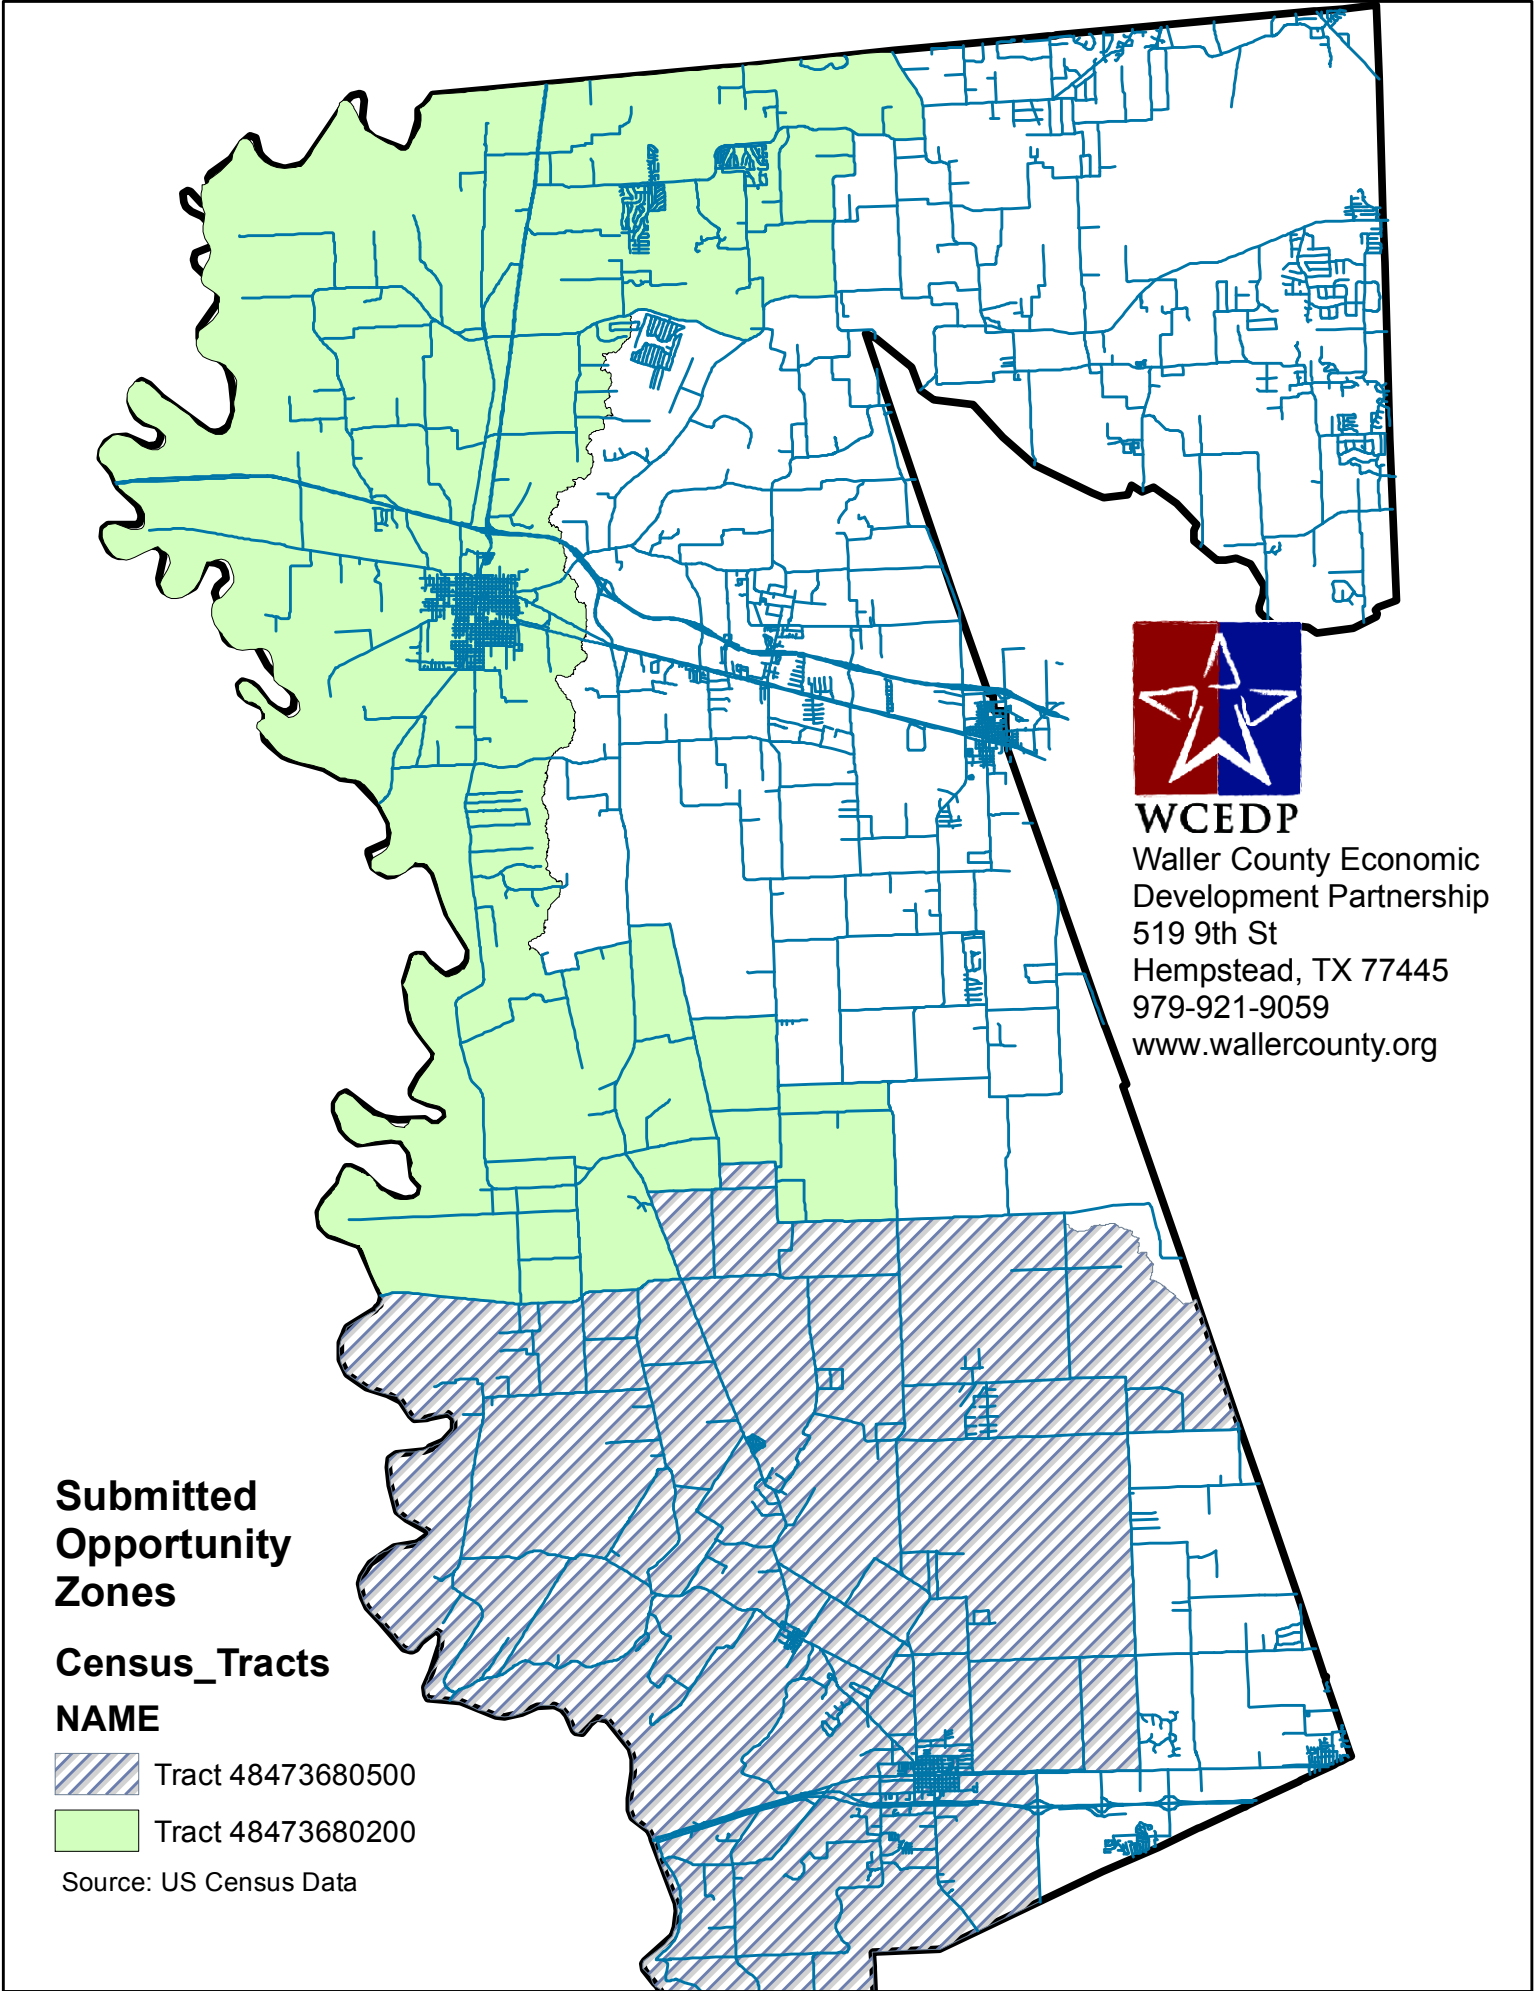 WCEDP
Waller County Economic
Development Partnership
519 9th St
Hempstead, TX 77445
979-921-9059
www.wallercounty.org
Submitted
Opportunity
Zones
Census_Tracts
NAME
Tract 48473680500
Tract 48473680200
Source: US Census Data